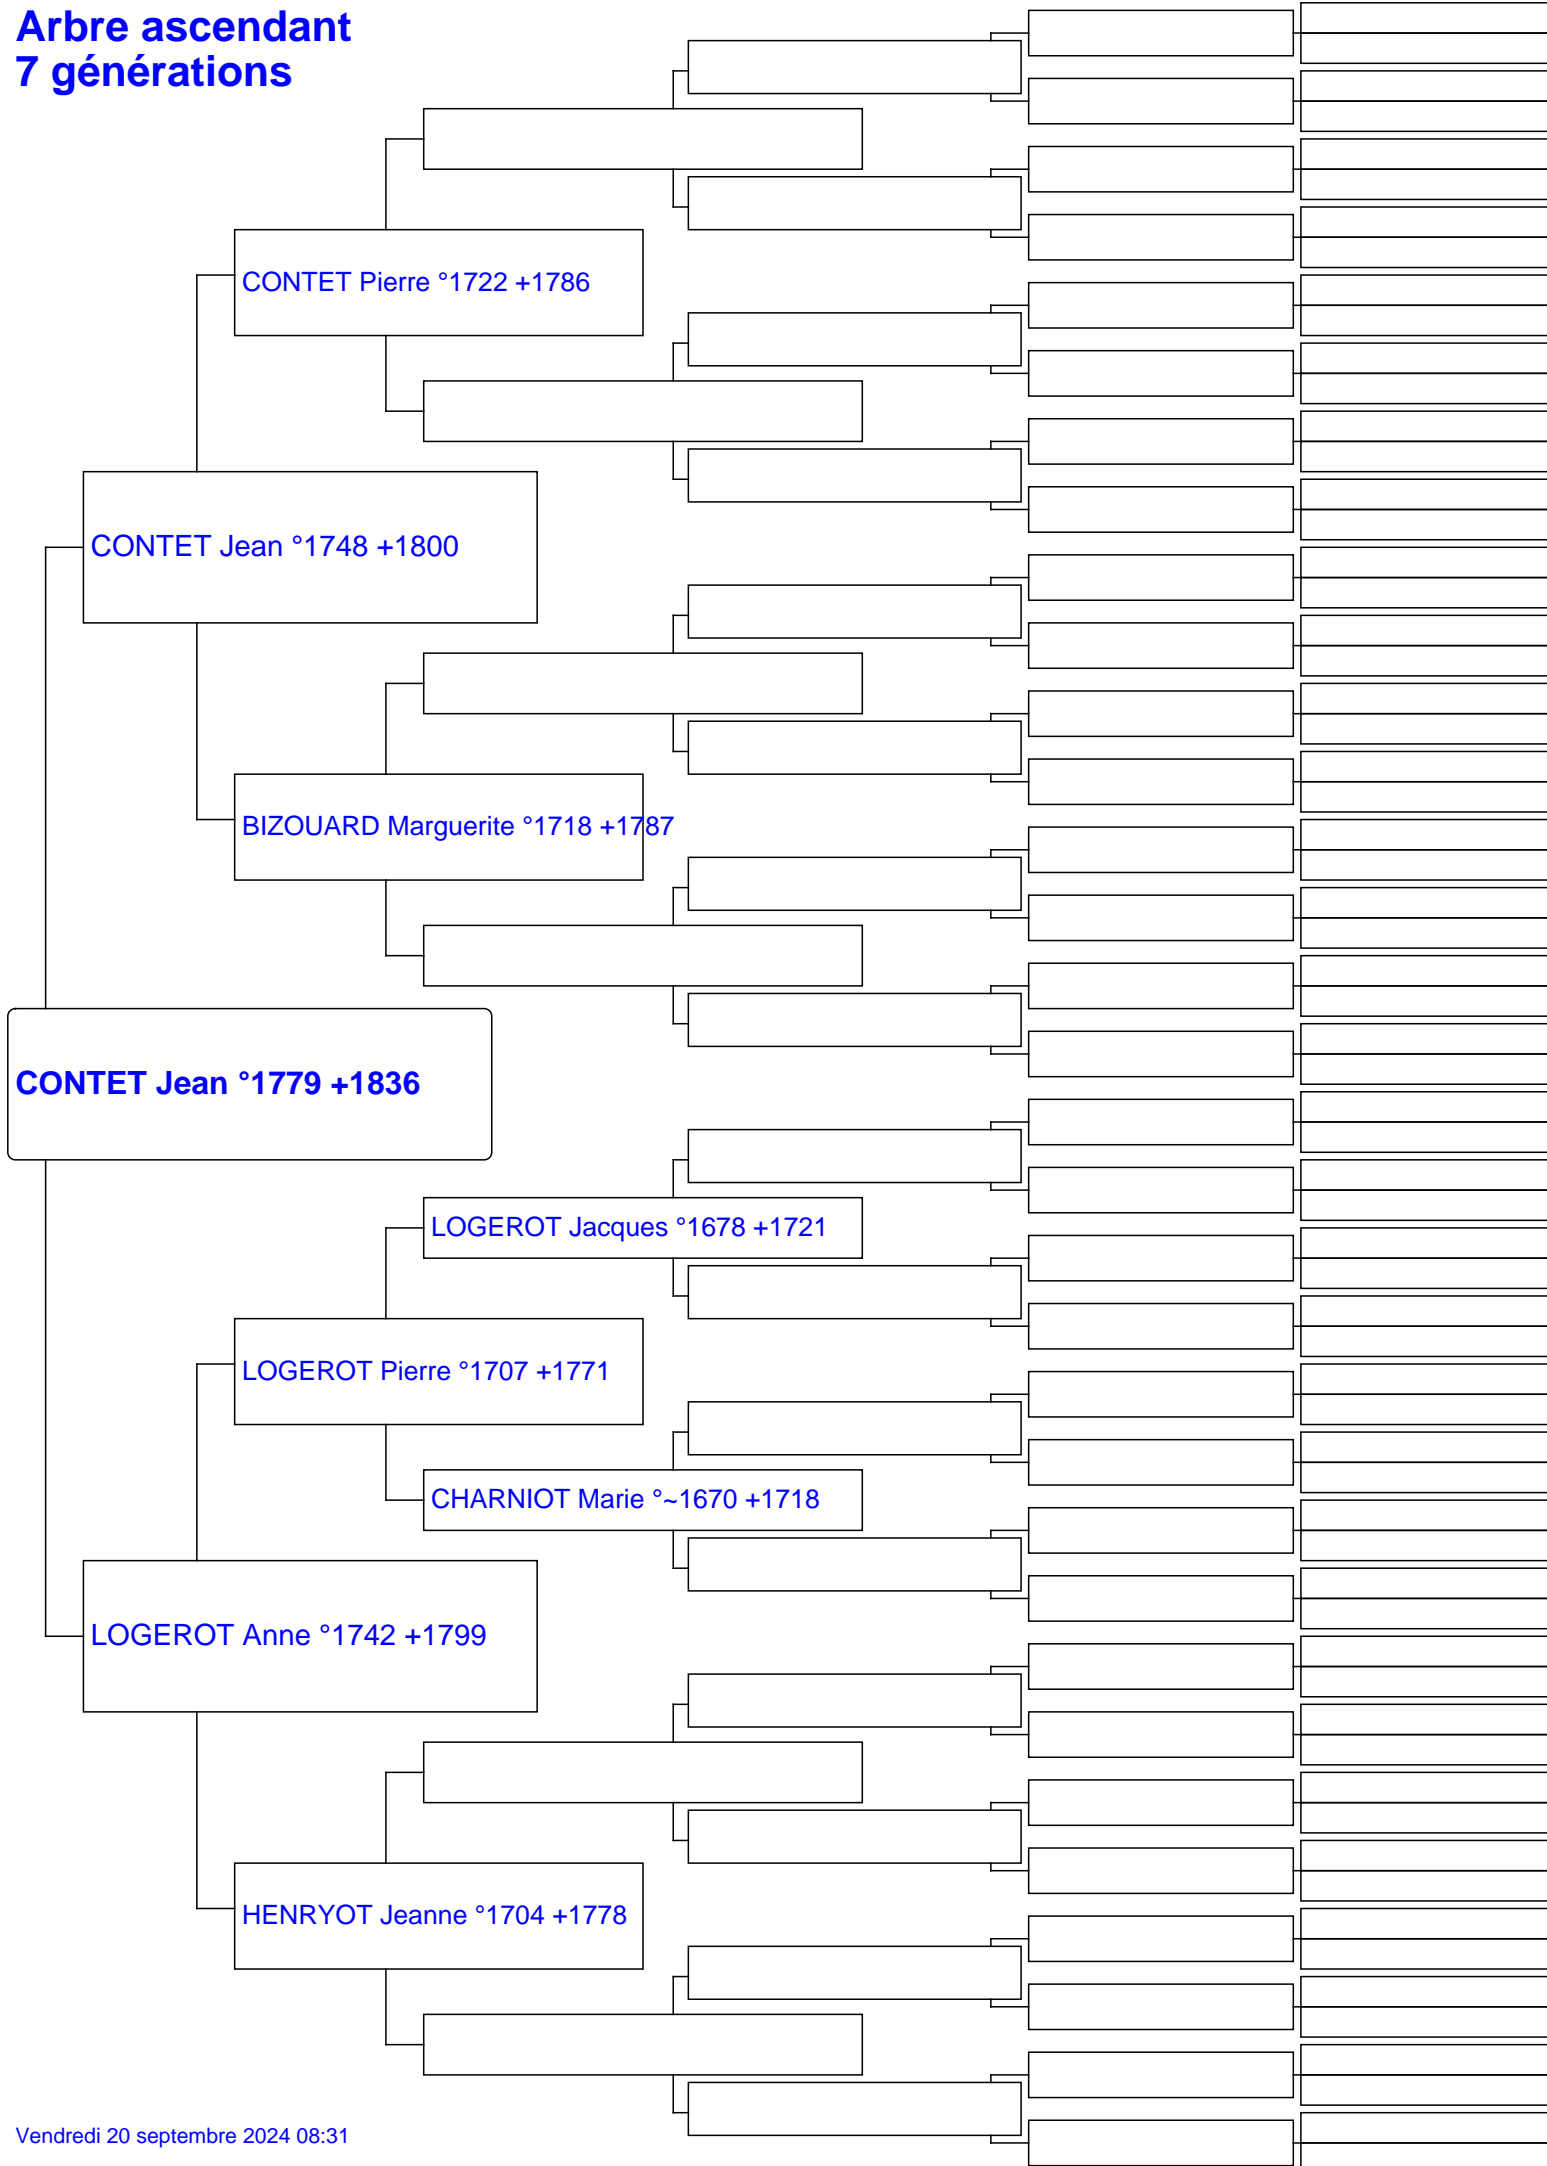 Arbre ascendant
7 générations
CONTET Pierre °1722 +1786
CONTET Jean °1748 +1800
BIZOUARD Marguerite °1718 +1787
CONTET Jean °1779 +1836
LOGEROT Jacques °1678 +1721
LOGEROT Pierre °1707 +1771
CHARNIOT Marie °~1670 +1718
LOGEROT Anne °1742 +1799
HENRYOT Jeanne °1704 +1778
Vendredi 20 septembre 2024 08:31